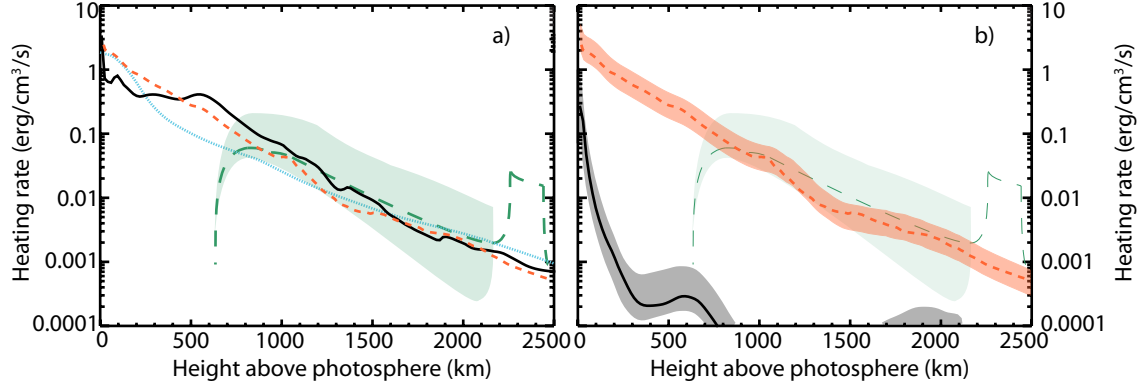 10
1
0.1
0.01
0.001
0.0001
Heating rate (erg/cm³/s)
a)
0 500 1000 1500 2000 2500
Height above photosphere (km)
b)
0 500 1000 1500 2000 2500
Height above photosphere (km)
10
1
0.1
0.01
0.001
0.0001
Heating rate (erg/cm³/s)